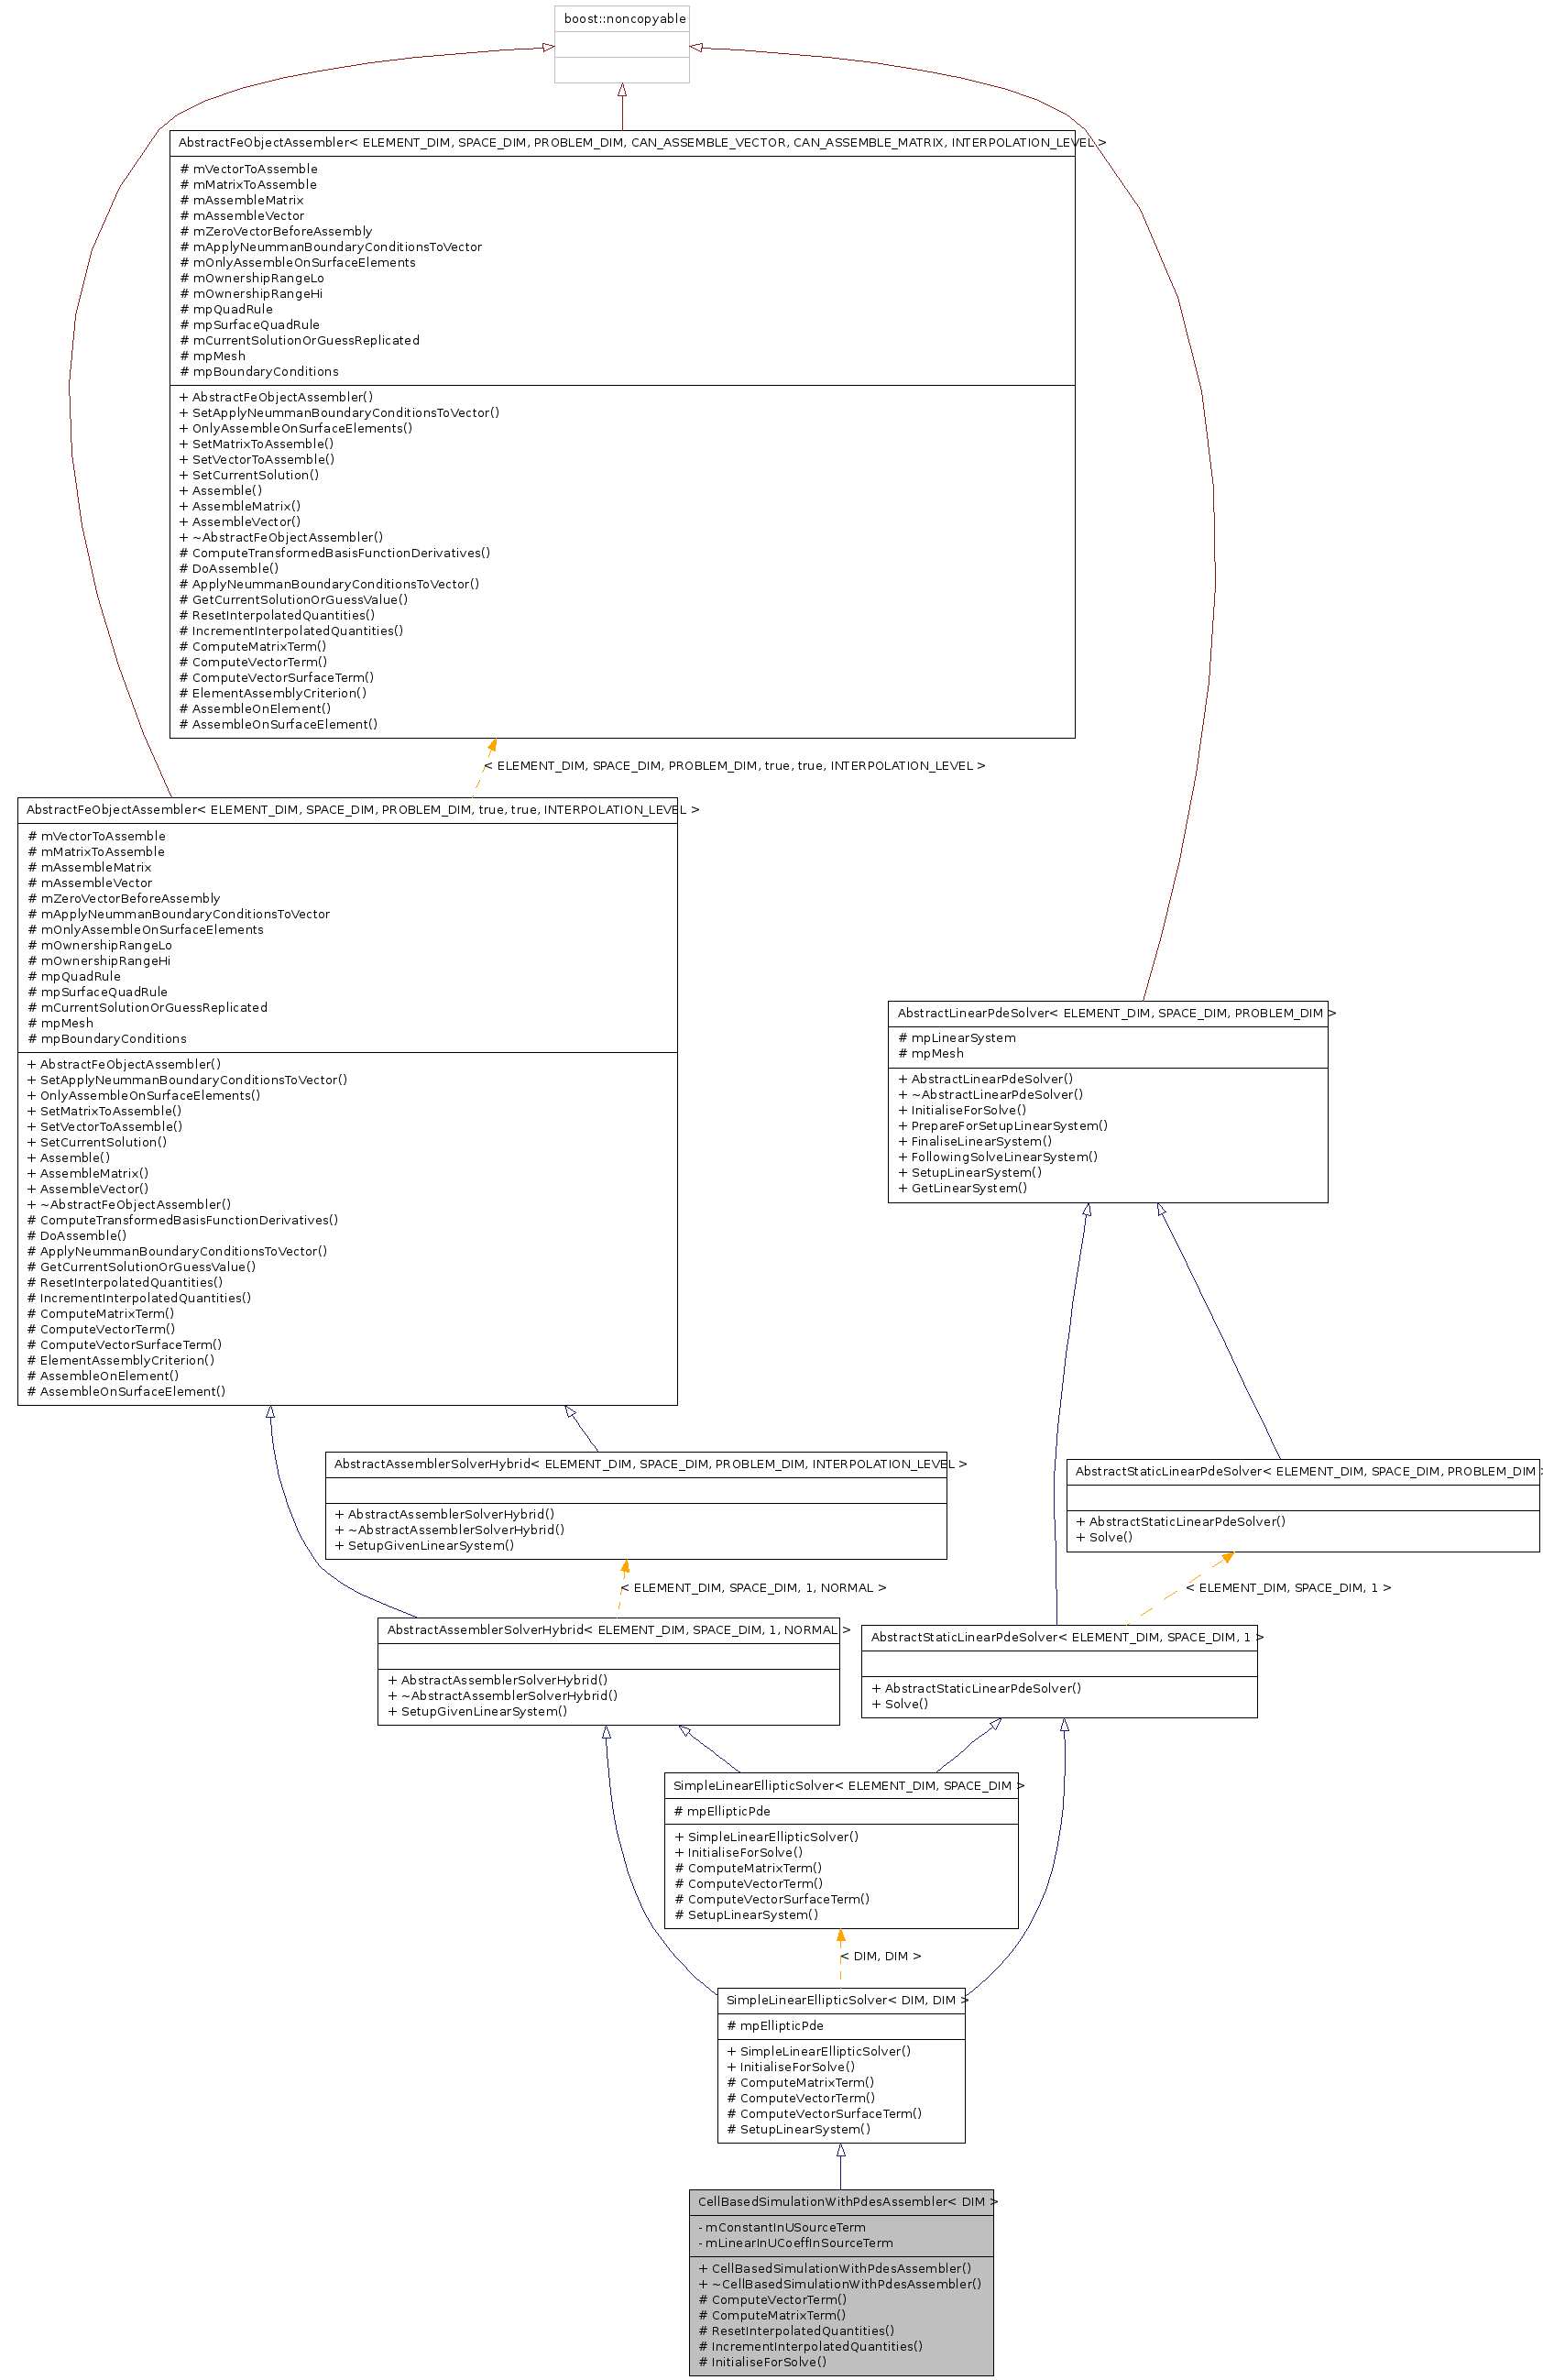 boost::noncopyable
AbstractFeObjectAssembler< ELEMENT_DIM, SPACE_DIM, PROBLEM_DIM, CAN_ASSEMBLE_VECTOR, CAN_ASSEMBLE_MATRIX, INTERPOLATION_LEVEL >
# mVectorToAssemble
# mMatrixToAssemble
# mAssembleMatrix
# mAssembleVector
# mZeroVectorBeforeAssembly
# mApplyNeummanBoundaryConditionsToVector
# mOnlyAssembleOnSurfaceElements
# mOwnershipRangeLo
# mOwnershipRangeHi
# mpQuadRule
# mpSurfaceQuadRule
# mCurrentSolutionOrGuessReplicated
# mpMesh
# mpBoundaryConditions
+ AbstractFeObjectAssembler()
+ SetApplyNeummanBoundaryConditionsToVector()
+ OnlyAssembleOnSurfaceElements()
+ SetMatrixToAssemble()
+ SetVectorToAssemble()
+ SetCurrentSolution()
+ Assemble()
+ AssembleMatrix()
+ AssembleVector()
+ ~AbstractFeObjectAssembler()
# ComputeTransformedBasisFunctionDerivatives()
# DoAssemble()
# ApplyNeummanBoundaryConditionsToVector()
# GetCurrentSolutionOrGuessValue()
# ResetInterpolatedQuantities()
# IncrementInterpolatedQuantities()
# ComputeMatrixTerm()
# ComputeVectorTerm()
# ComputeVectorSurfaceTerm()
# ElementAssemblyCriterion()
# AssembleOnElement()
# AssembleOnSurfaceElement()
< ELEMENT_DIM, SPACE_DIM, PROBLEM_DIM, true, true, INTERPOLATION_LEVEL >
AbstractFeObjectAssembler< ELEMENT_DIM, SPACE_DIM, PROBLEM_DIM, true, true, INTERPOLATION_LEVEL >
# mVectorToAssemble
# mMatrixToAssemble
# mAssembleMatrix
# mAssembleVector
# mZeroVectorBeforeAssembly
# mApplyNeummanBoundaryConditionsToVector
# mOnlyAssembleOnSurfaceElements
# mOwnershipRangeLo
# mOwnershipRangeHi
# mpQuadRule
# mpSurfaceQuadRule
# mCurrentSolutionOrGuessReplicated
# mpMesh
# mpBoundaryConditions
+ AbstractFeObjectAssembler()
+ SetApplyNeummanBoundaryConditionsToVector()
+ OnlyAssembleOnSurfaceElements()
+ SetMatrixToAssemble()
+ SetVectorToAssemble()
+ SetCurrentSolution()
+ Assemble()
+ AssembleMatrix()
+ AssembleVector()
+ ~AbstractFeObjectAssembler()
# ComputeTransformedBasisFunctionDerivatives()
# DoAssemble()
# ApplyNeummanBoundaryConditionsToVector()
# GetCurrentSolutionOrGuessValue()
# ResetInterpolatedQuantities()
# IncrementInterpolatedQuantities()
# ComputeMatrixTerm()
# ComputeVectorTerm()
# ComputeVectorSurfaceTerm()
# ElementAssemblyCriterion()
# AssembleOnElement()
# AssembleOnSurfaceElement()
AbstractLinearPdeSolver< ELEMENT_DIM, SPACE_DIM, PROBLEM_DIM >
# mpLinearSystem
# mpMesh
+ AbstractLinearPdeSolver()
+ ~AbstractLinearPdeSolver()
+ InitialiseForSolve()
+ PrepareForSetupLinearSystem()
+ FinaliseLinearSystem()
+ FollowingSolveLinearSystem()
+ SetupLinearSystem()
+ GetLinearSystem()
AbstractAssemblerSolverHybrid< ELEMENT_DIM, SPACE_DIM, PROBLEM_DIM, INTERPOLATION_LEVEL >
+ AbstractAssemblerSolverHybrid()
+ ~AbstractAssemblerSolverHybrid()
+ SetupGivenLinearSystem()
AbstractStaticLinearPdeSolver< ELEMENT_DIM, SPACE_DIM, PROBLEM_DIM >
+ AbstractStaticLinearPdeSolver()
+ Solve()
< ELEMENT_DIM, SPACE_DIM, 1, NORMAL >
< ELEMENT_DIM, SPACE_DIM, 1 >
AbstractAssemblerSolverHybrid< ELEMENT_DIM, SPACE_DIM, 1, NORMAL >
+ AbstractAssemblerSolverHybrid()
+ ~AbstractAssemblerSolverHybrid()
+ SetupGivenLinearSystem()
AbstractStaticLinearPdeSolver< ELEMENT_DIM, SPACE_DIM, 1 >
+ AbstractStaticLinearPdeSolver()
+ Solve()
SimpleLinearEllipticSolver< ELEMENT_DIM, SPACE_DIM >
# mpEllipticPde
+ SimpleLinearEllipticSolver()
+ InitialiseForSolve()
# ComputeMatrixTerm()
# ComputeVectorTerm()
# ComputeVectorSurfaceTerm()
# SetupLinearSystem()
< DIM, DIM >
SimpleLinearEllipticSolver< DIM, DIM >
# mpEllipticPde
+ SimpleLinearEllipticSolver()
+ InitialiseForSolve()
# ComputeMatrixTerm()
# ComputeVectorTerm()
# ComputeVectorSurfaceTerm()
# SetupLinearSystem()
CellBasedSimulationWithPdesAssembler< DIM >
- mConstantInUSourceTerm
- mLinearInUCoeffInSourceTerm
+ CellBasedSimulationWithPdesAssembler()
+ ~CellBasedSimulationWithPdesAssembler()
# ComputeVectorTerm()
# ComputeMatrixTerm()
# ResetInterpolatedQuantities()
# IncrementInterpolatedQuantities()
# InitialiseForSolve()